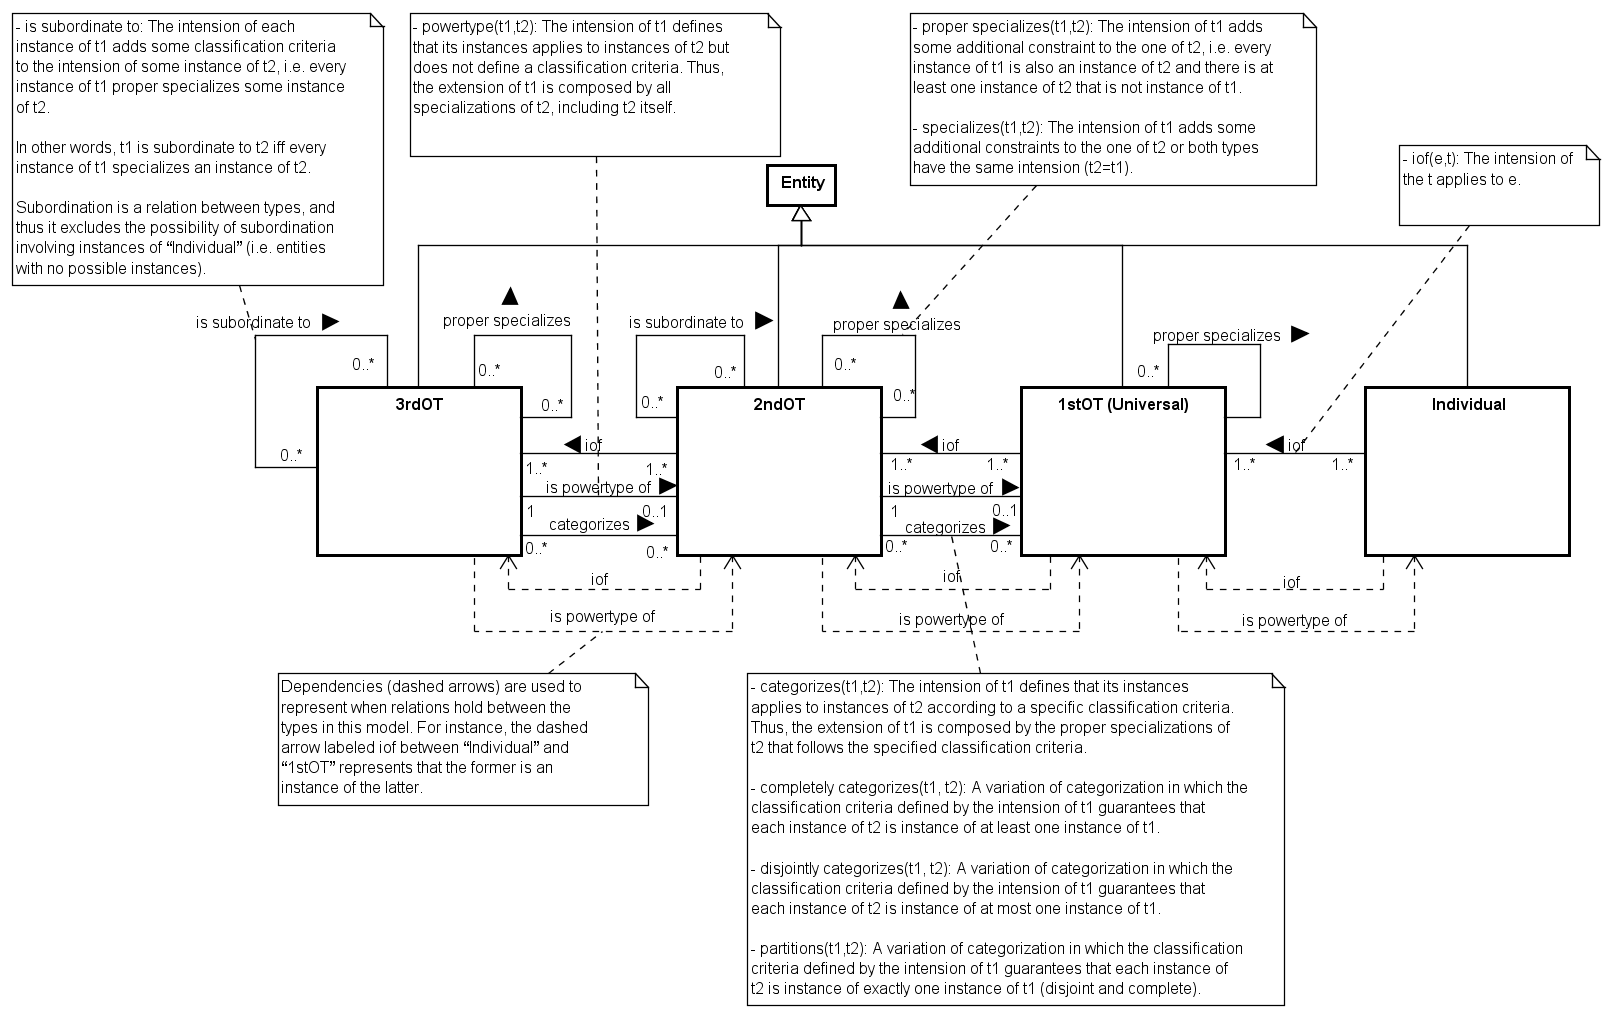 - is subordinate to: The intension of each
instance of t1 adds some classification criteria
to the intension of some instance of t2, i.e. every
instance of t1 proper specializes some instance
of t2.
In other words, t1 is subordinate to t2 iff every
instance of t1 specializes an instance of t2.
Subordination is a relation between types, and
thus it excludes the possibility of subordination
involving instances of “Individual” (i.e. entities
with no possible instances).
- powertype(t1,t2): The intension of t1 defines
that its instances applies to instances of t2 but
does not define a classification criteria. Thus,
the extension of t1 is composed by all
specializations of t2, including t2 itself.
- proper specializes(t1,t2): The intension of t1 adds
some additional constraint to the one of t2, i.e. every
instance of t1 is also an instance of t2 and there is at
least one instance of t2 that is not instance of t1.
- specializes(t1,t2): The intension of t1 adds some
additional constraints to the one of t2 or both types
have the same intension (t2=t1).
- iof(e,t): The intension of
the t applies to e.
Entity
is subordinate to
proper specializes
is subordinate to
proper specializes
proper specializes
0..*
0..*
0..*
0..*
0..*
0..*
0..*
0..*
0..*
0..*
3rdOT
2ndOT
1stOT (Universal)
Individual
iof
1..*
1..*
iof
1..*
1..*
iof
1..*
1..*
is powertype of
1
0..1
is powertype of
1
0..1
categorizes
0..*
0..*
categorizes
0..*
0..*
iof
iof
iof
is powertype of
is powertype of
is powertype of
Dependencies (dashed arrows) are used to
represent when relations hold between the
types in this model. For instance, the dashed
arrow labeled iof between “Individual” and
“1stOT” represents that the former is an
instance of the latter.
- categorizes(t1,t2): The intension of t1 defines that its instances
applies to instances of t2 according to a specific classification criteria.
Thus, the extension of t1 is composed by the proper specializations of
t2 that follows the specified classification criteria.
- completely categorizes(t1, t2): A variation of categorization in which the
classification criteria defined by the intension of t1 guarantees that
each instance of t2 is instance of at least one instance of t1.
- disjointly categorizes(t1, t2): A variation of categorization in which the
classification criteria defined by the intension of t1 guarantees that
each instance of t2 is instance of at most one instance of t1.
- partitions(t1,t2): A variation of categorization in which the classification
criteria defined by the intension of t1 guarantees that each instance of
t2 is instance of exactly one instance of t1 (disjoint and complete).